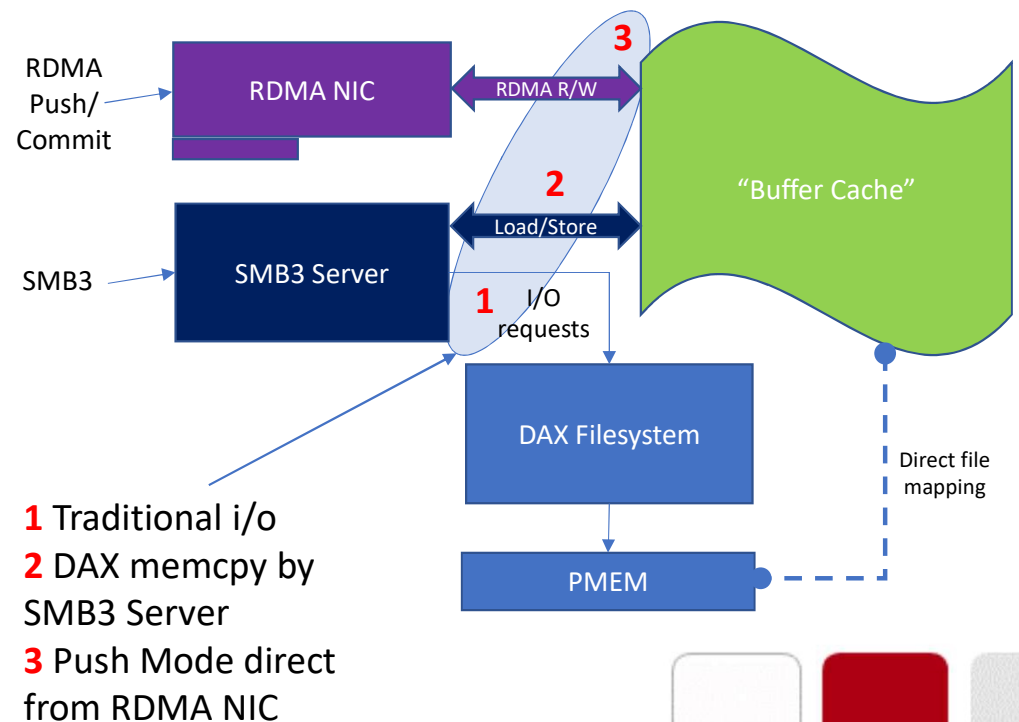 3
RDMA
Push/
Commit
RDMA NIC
RDMA R/W
2
“Buffer Cache”
Load/Store
SMB3
SMB3 Server
1
I/O
requests
DAX Filesystem
Direct file
mapping
PMEM
1 Traditional i/o
2 DAX memcpy by
SMB3 Server
3 Push Mode direct
from RDMA NIC